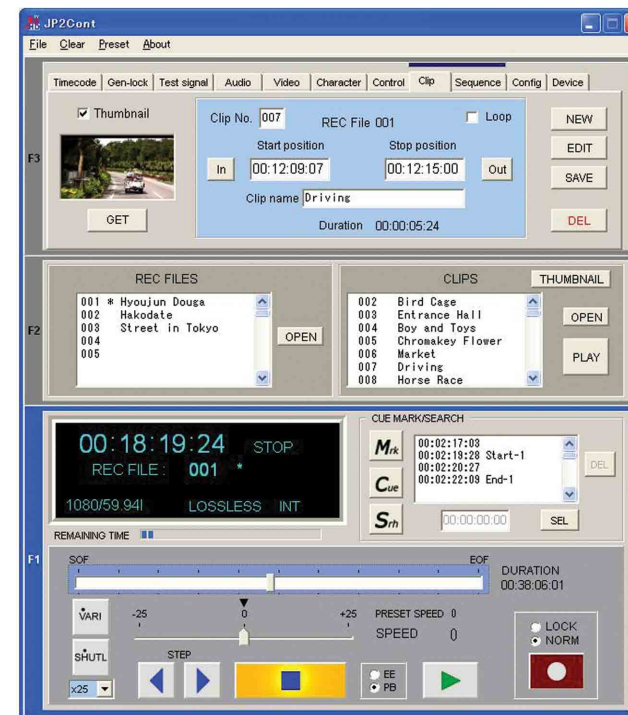 JP2Cont
File Clear Preset About
Timecode Gen-lock Test signal Audio Video Character Control Clip Sequence Config Device
F3
Thumbnail
GET
Clip No. 007 REC File 001 Loop
Start position Stop position
In 00:12:09:07 00:12:15:00 Out
Clip name Driving
Duration 00:00:05:24
NEW
EDIT
SAVE
DEL
F2
REC FILES
001 * Hyoujun Douga
002 Hakodate
003 Street in Tokyo
004
005
OPEN
CLIPS THUMBNAIL
002 Bird Cage
003 Entrance Hall
004 Boy and Toys
005 Chromakey Flower
006 Market
007 Driving
008 Horse Race
OPEN
PLAY
F1
00:18:19:24 STOP
REC FILE : 001 *
1080/59.94I LOSSLESS INT
REMAINING TIME
CUE MARK/SEARCH
Mrk
Cue
Srh
00:02:17:03
00:02:19:28 Start-1
00:02:20:27
00:02:22:09 End-1
DEL
00:00:00:00 SEL
SOF EOF
DURATION
00:38:06:01
VARI
SHUTL
x25
-25 0 +25
PRESET SPEED 0
SPEED 0
STEP
EE
PB
LOCK
NORM